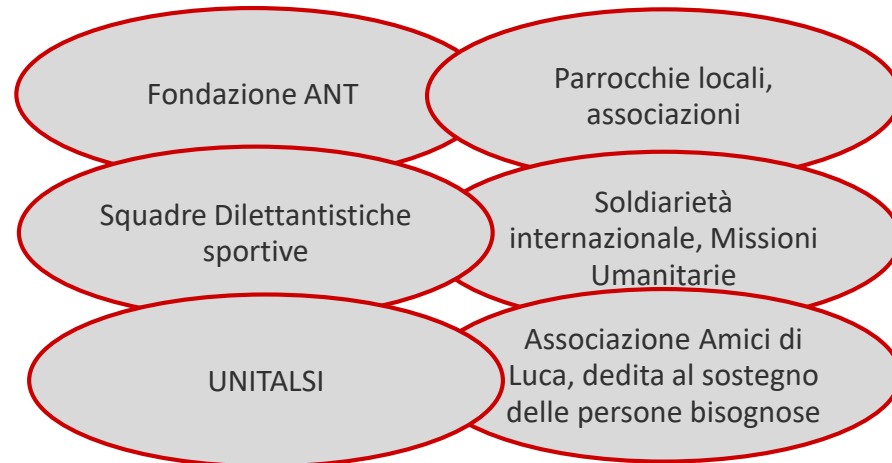 Fondazione ANT
Parrocchie locali,
associazioni
Squadre Dilettantistiche
sportive
Soldiarietà
internazionale, Missioni
Umanitarie
UNITALSI
Associazione Amici di
Luca, dedita al sostegno
delle persone bisognose